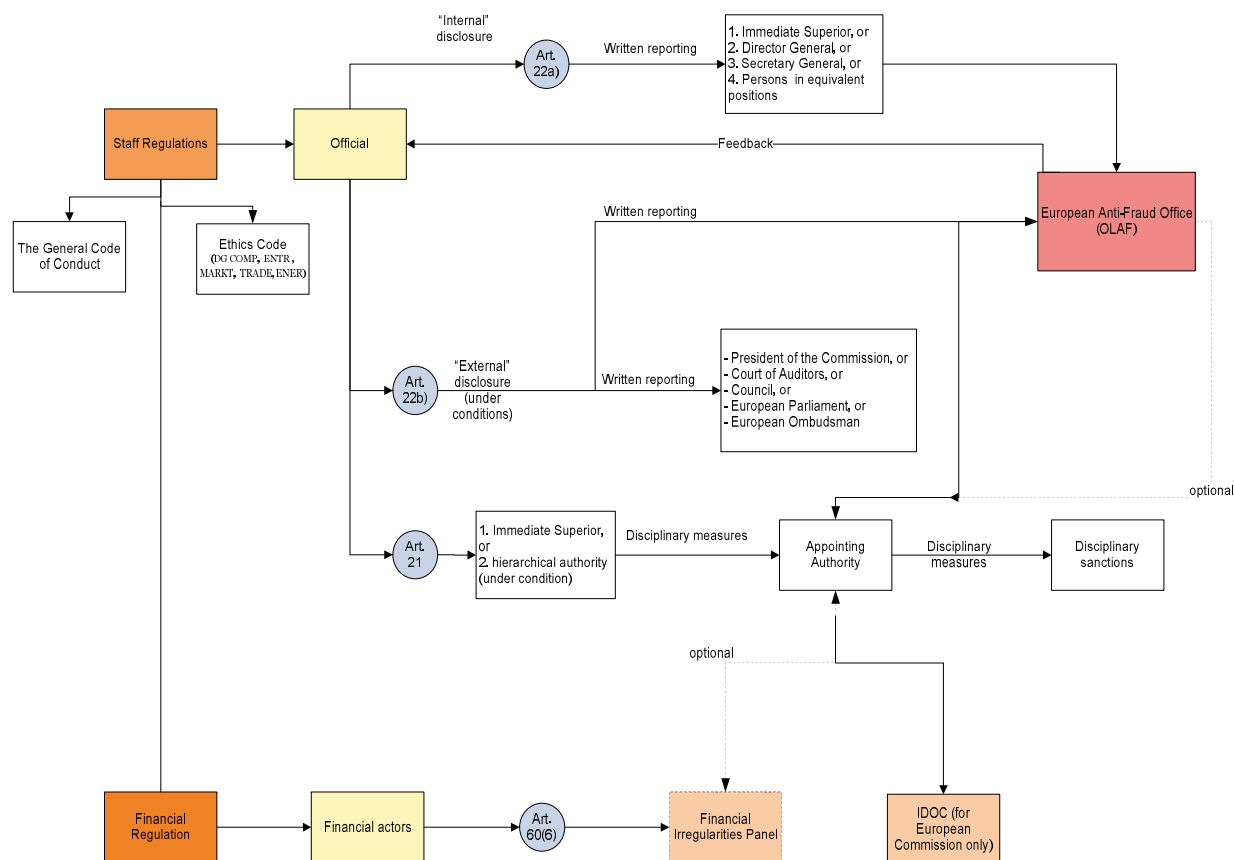 “Internal”
disclosure
Art.
22a)
Written reporting
1. Immediate Superior, or
2. Director General, or
3. Secretary General, or
4. Persons in equivalent
positions
Staff Regulations
Official
Feedback
European Anti-Fraud Office
(OLAF)
Written reporting
The General Code
of Conduct
Ethics Code
(DG COMP, ENTR,
MARKT, TRADE, ENER)
Art.
22b)
“External”
disclosure
(under
conditions)
Written reporting
- President of the Commission, or
- Court of Auditors, or
- Council, or
- European Parliament, or
- European Ombudsman
optional
Art.
21
1. Immediate Superior,
or
2. hierarchical authority
(under condition)
Disciplinary measures
Appointing
Authority
Disciplinary
measures
Disciplinary
sanctions
optional
Financial
Regulation
Financial actors
Art.
60(6)
Financial
Irregularities Panel
IDOC (for
European
Commission only)